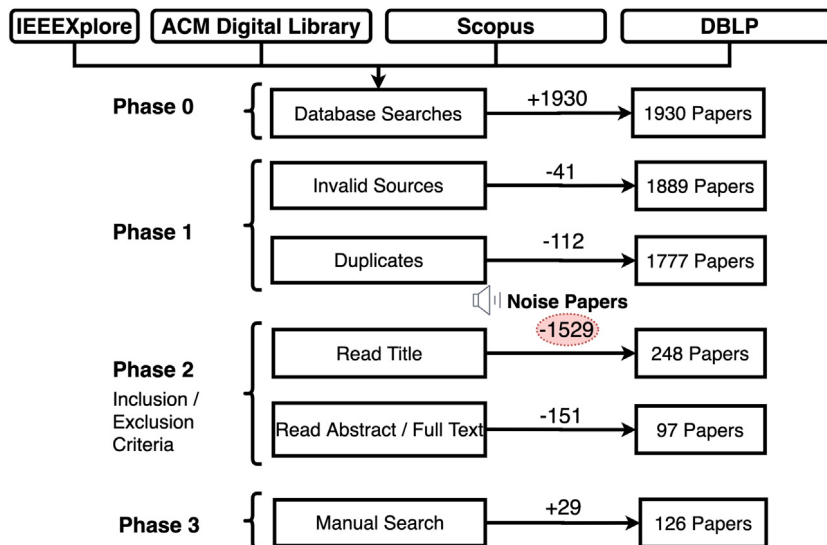 IEEEXplore
ACM Digital Library
Scopus
DBLP
Phase 0
Database Searches
+1930
1930 Papers
Phase 1
Invalid Sources
-41
1889 Papers
Duplicates
-112
1777 Papers
Noise Papers
Phase 2
Inclusion /
Exclusion
Criteria
Read Title
-1529
248 Papers
Read Abstract / Full Text
-151
97 Papers
Phase 3
Manual Search
+29
126 Papers